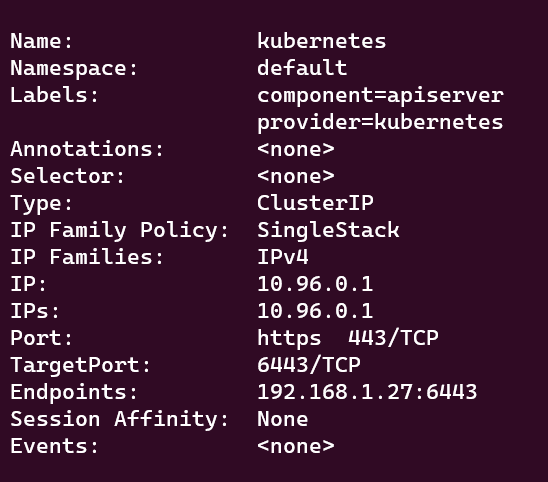 Name:              kubernetes
Namespace:         default
Labels:            component=apiserver
                   provider=kubernetes
Annotations:       <none>
Selector:          <none>
Type:              ClusterIP
IP Family Policy:  SingleStack
IP Families:       IPv4
IP:                10.96.0.1
IPs:               10.96.0.1
Port:              https  443/TCP
TargetPort:        6443/TCP
Endpoints:         192.168.1.27:6443
Session Affinity:  None
Events:            <none>